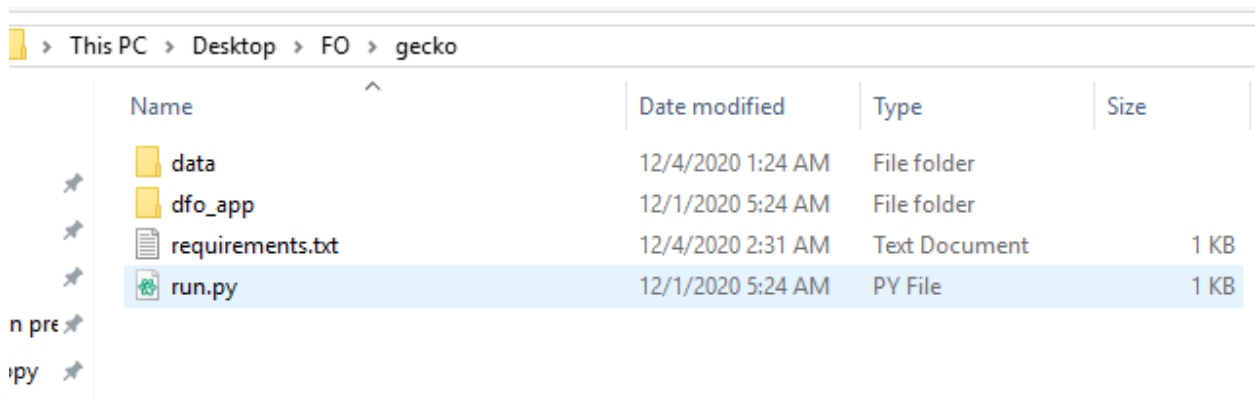 This PC > Desktop > FO > gecko
Name Date modified Type Size
data 12/4/2020 1:24 AM File folder
dfo_app 12/1/2020 5:24 AM File folder
requirements.txt 12/4/2020 2:31 AM Text Document 1 KB
run.py 12/1/2020 5:24 AM PY File 1 KB
n pre
opy